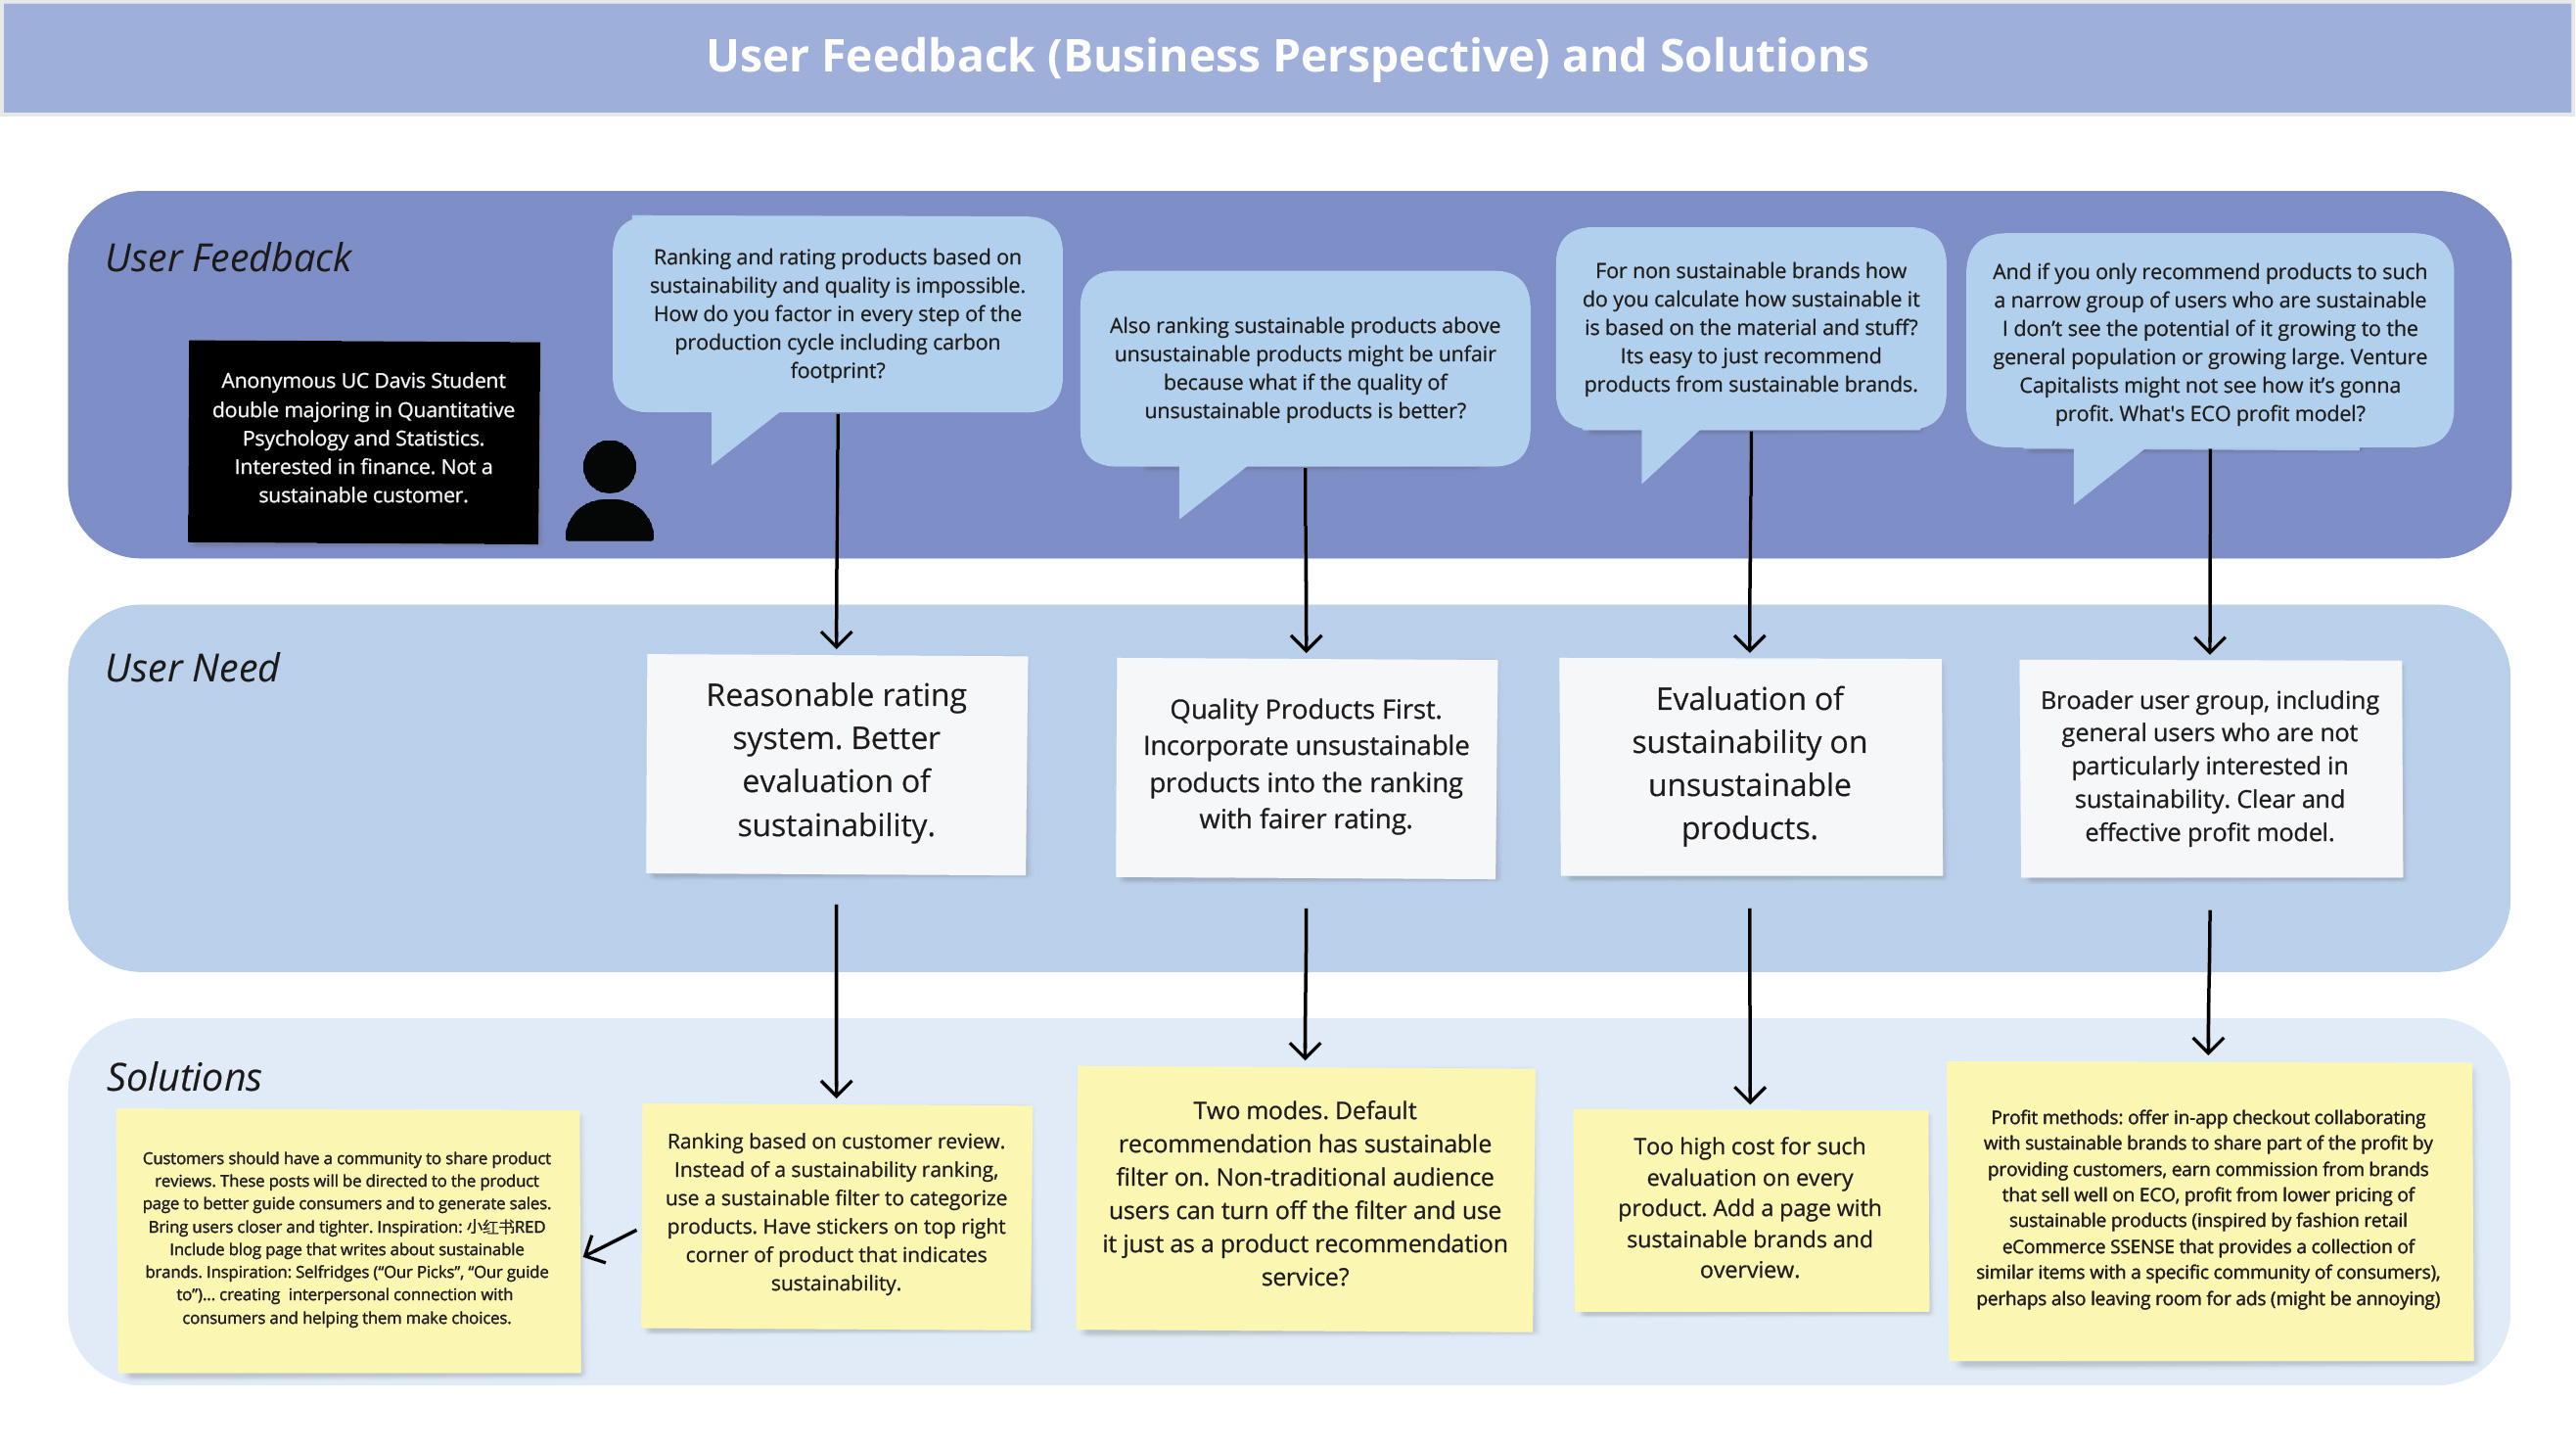 User Feedback (Business Perspective) and Solutions
User Feedback
Anonymous UC Davis Student
double majoring in Quantitative
Psychology and Statistics.
Interested in finance. Not a
sustainable customer.
Ranking and rating products based on
sustainability and quality is impossible.
How do you factor in every step of the
production cycle including carbon
footprint?
Also ranking sustainable products above
unsustainable products might be unfair
because what if the quality of
unsustainable products is better?
For non sustainable brands how
do you calculate how sustainable it
is based on the material and stuff?
Its easy to just recommend
products from sustainable brands.
And if you only recommend products to such
a narrow group of users who are sustainable
I don't see the potential of it growing to the
general population or growing large. Venture
Capitalists might not see how it's gonna
profit. What's ECO profit model?
User Need
Reasonable rating
system. Better
evaluation of
sustainability.
Quality Products First.
Incorporate unsustainable
products into the ranking
with fairer rating.
Evaluation of
sustainability on
unsustainable
products.
Broader user group, including
general users who are not
particularly interested in
sustainability. Clear and
effective profit model.
Solutions
Customers should have a community to share product
reviews. These posts will be directed to the product
page to better guide consumers and to generate sales.
Bring users closer and tighter. Inspiration: 小红书RED
Include blog page that writes about sustainable
brands. Inspiration: Selfridges (“Our Picks”, “Our guide
to”)... creating  interpersonal connection with
consumers and helping them make choices.
Ranking based on customer review.
Instead of a sustainability ranking,
use a sustainable filter to categorize
products. Have stickers on top right
corner of product that indicates
sustainability.
Two modes. Default
recommendation has sustainable
filter on. Non-traditional audience
users can turn off the filter and use
it just as a product recommendation
service?
Too high cost for such
evaluation on every
product. Add a page with
sustainable brands and
overview.
Profit methods: offer in-app checkout collaborating
with sustainable brands to share part of the profit by
providing customers, earn commission from brands
that sell well on ECO, profit from lower pricing of
sustainable products (inspired by fashion retail
eCommerce SSENSE that provides a collection of
similar items with a specific community of consumers),
perhaps also leaving room for ads (might be annoying)